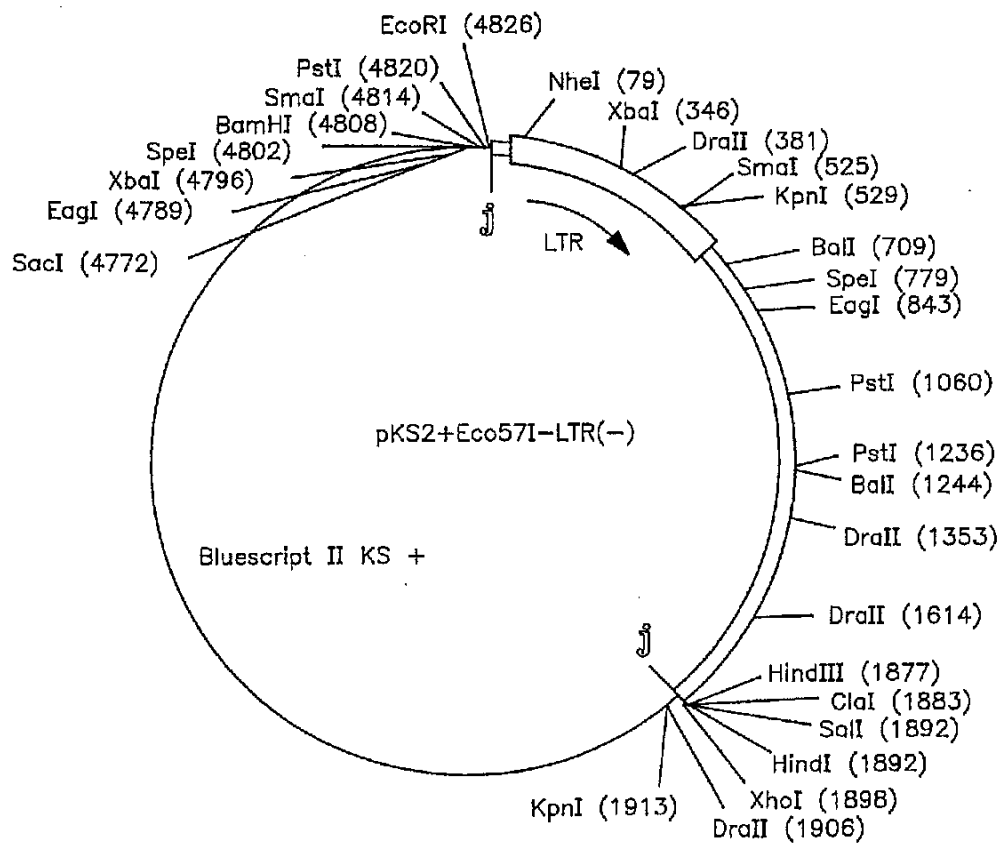 EcoRI (4826)
PstI (4820)
SmaI (4814)
BamHI (4808)
SpeI (4802)
XbaI (4796)
EagI (4789)
SacI (4772)
NheI (79)
XbaI (346)
DraII (381)
SmaI (525)
KpnI (529)
BalI (709)
SpeI (779)
EagI (843)
PstI (1060)
PstI (1236)
BalI (1244)
DraII (1353)
DraII (1614)
HindIII (1877)
ClaI (1883)
SalI (1892)
HindI (1892)
XhoI (1898)
DraII (1906)
KpnI (1913)
j
LTR
pKS2+Eco57I-LTR(-)
Bluescript II KS +
j